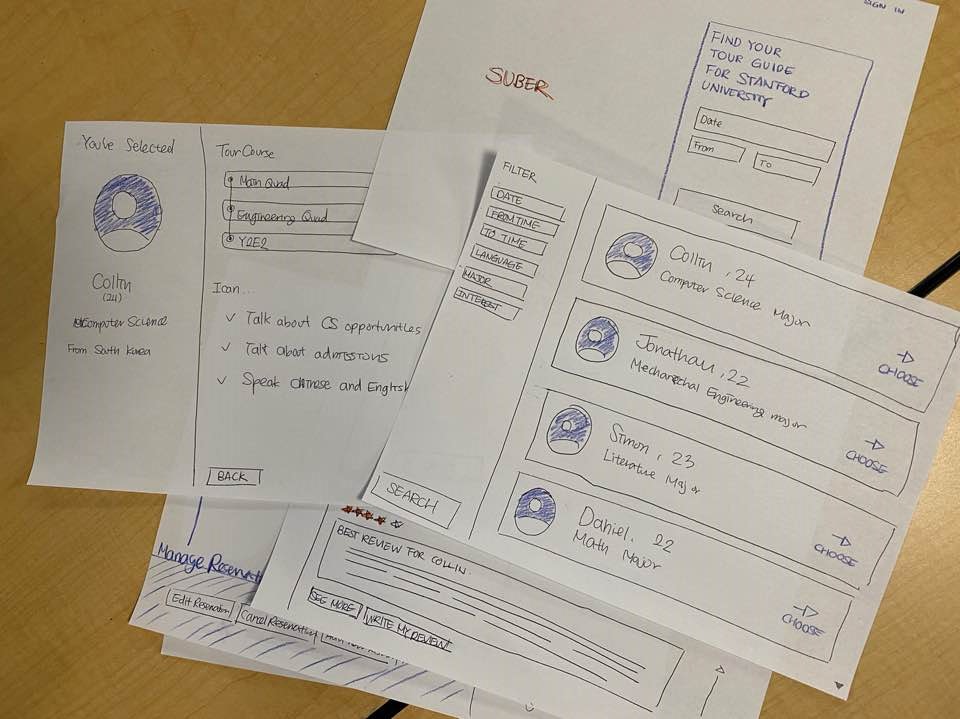 SIGN IN
SUBER
FIND YOUR
TOUR GUIDE
FOR STANFORD
UNIVERSITY
Date
From
To
Search
You've Selected
Collin
(24)
Computer Science
From South Korea
Tour Course
Main Quad
Engineering Quad
Y2E2
I can...
✓ Talk about CS opportunities
✓ Talk about admissions
✓ Speak Chinese and English
BACK
FILTER
DATE
FROM TIME
TO TIME
LANGUAGE
MAJOR
INTEREST
SEARCH
Collin, 24
Computer Science Major
CHOOSE
Jonathan, 22
Mechanechal Engineering major
CHOOSE
Simon, 23
Literature Major
CHOOSE
Daniel, 22
Math Major
CHOOSE
BEST REVIEW FOR COLLIN
SEE MORE
WRITE MY REVIEW
Manage Reservati
Edit Reservation
Cancel Reservation